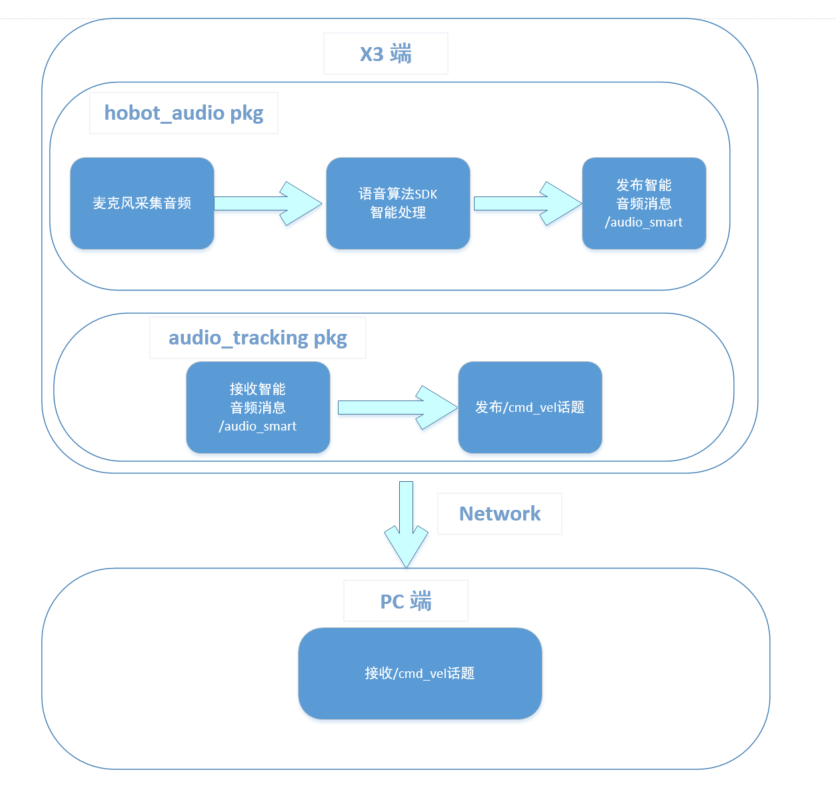 X3 端
hobot_audio pkg
麦克风采集音频
语音算法SDK
智能处理
发布智能
音频消息
/audio_smart
audio_tracking pkg
接收智能
音频消息
/audio_smart
发布/cmd_vel话题
Network
PC 端
接收/cmd_vel话题